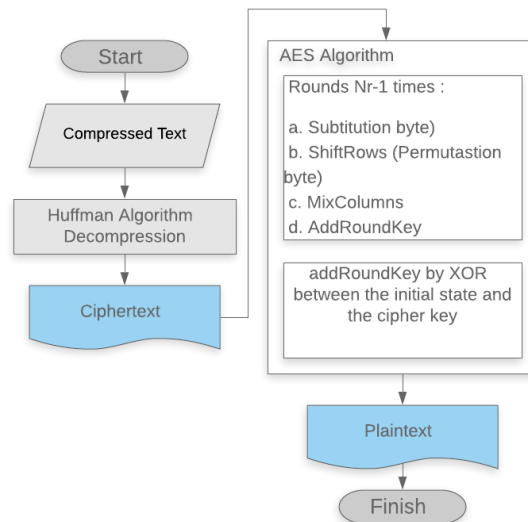 Start
Compressed Text
Huffman Algorithm
Decompression
Ciphertext
AES Algorithm
Rounds Nr-1 times :
a. Subtitution byte)
b. ShiftRows (Permutastion
byte)
c. MixColumns
d. AddRoundKey
addRoundKey by XOR
between the initial state and
the cipher key
Plaintext
Finish